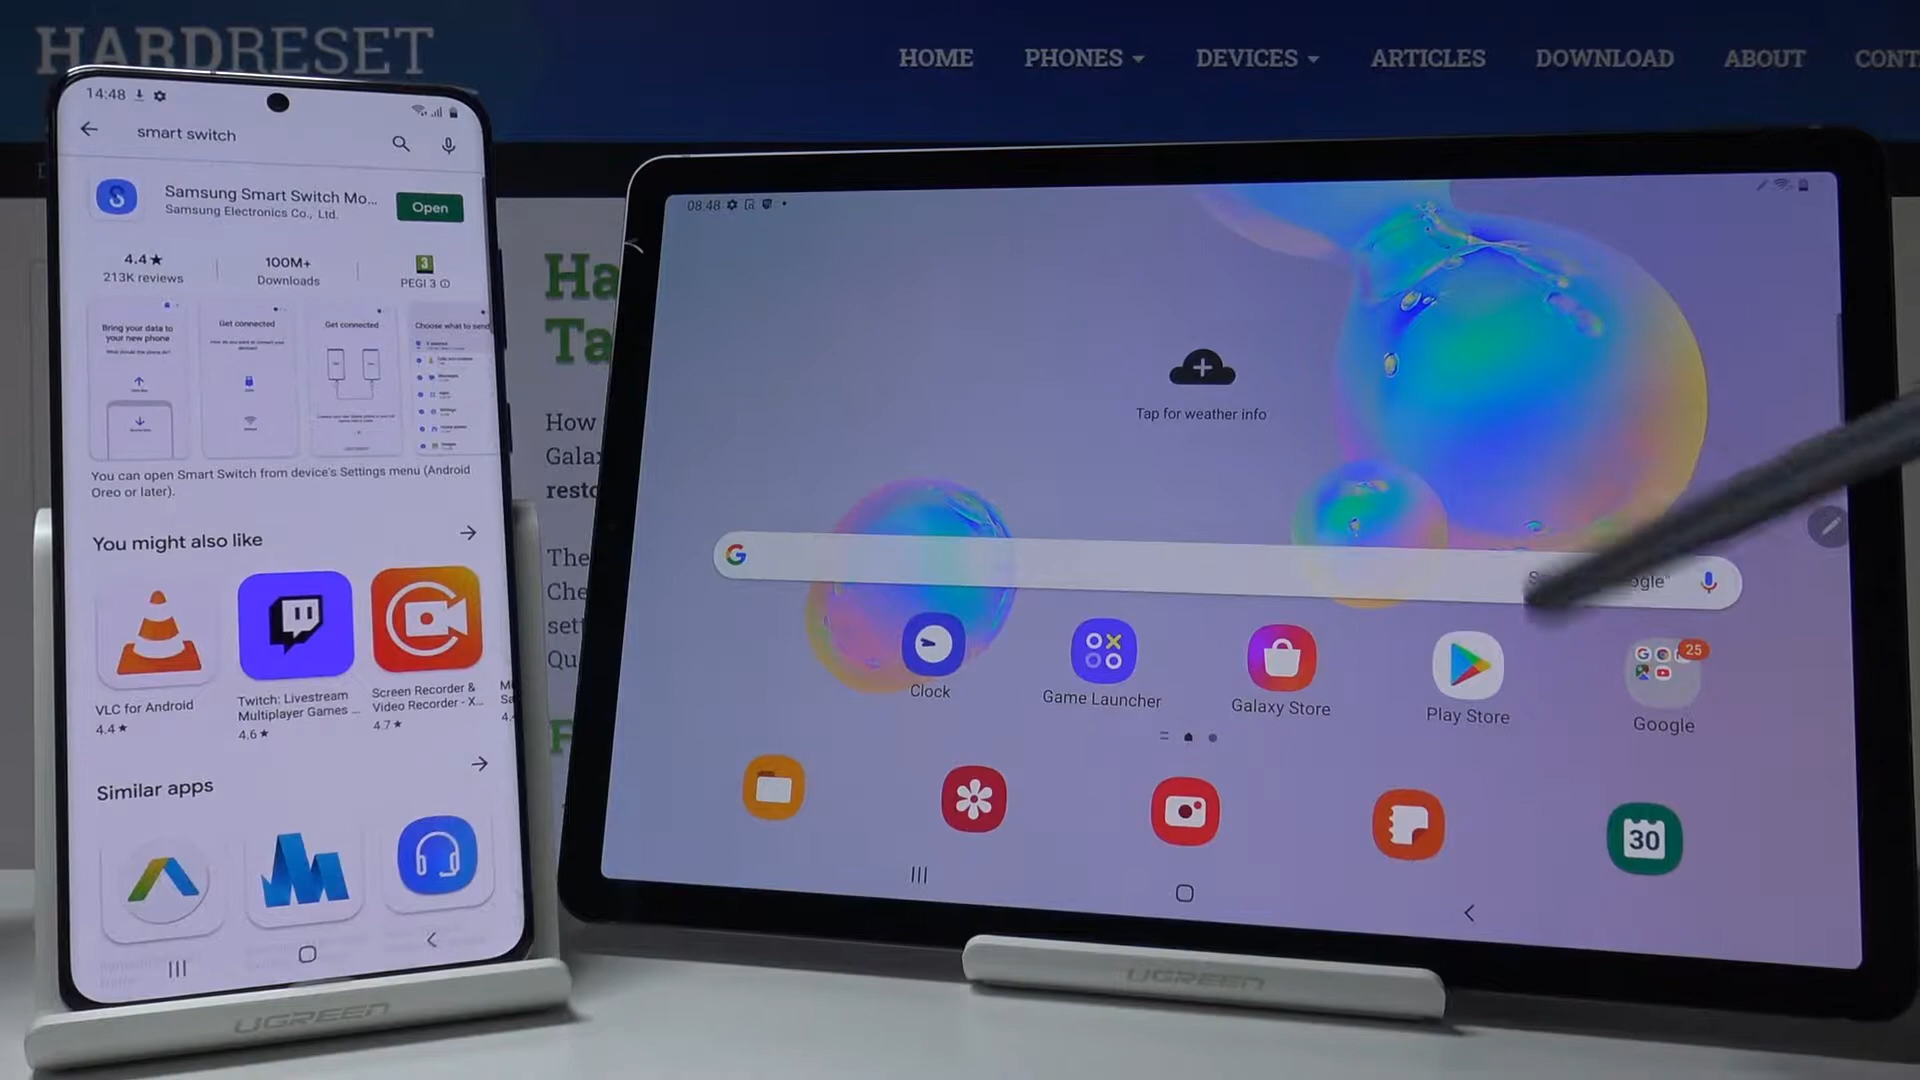 HARDRESET
HOME PHONES DEVICES ARTICLES DOWNLOAD ABOUT CONT
14:48
smart switch
Samsung Smart Switch Mo...
Samsung Electronics Co., Ltd.
Open
4.4★
213K reviews
100M+
Downloads
3
PEGI 3
Bring your data to
your new phone
Get connected
Get connected
Choose what to send
You can open Smart Switch from device's Settings menu (Android
Oreo or later).
You might also like
VLC for Android
4.4★
Twitch: Livestream
Multiplayer Games ...
4.6★
Screen Recorder &
Video Recorder - X...
4.7★
Similar apps
UGREEN
Ha
Ta
How
Gala
resto
The
Che
sett
Qu
F
08:48
Tap for weather info
G
ogle"
Clock
Game Launcher
Galaxy Store
Play Store
25
Google
30
UGREEN